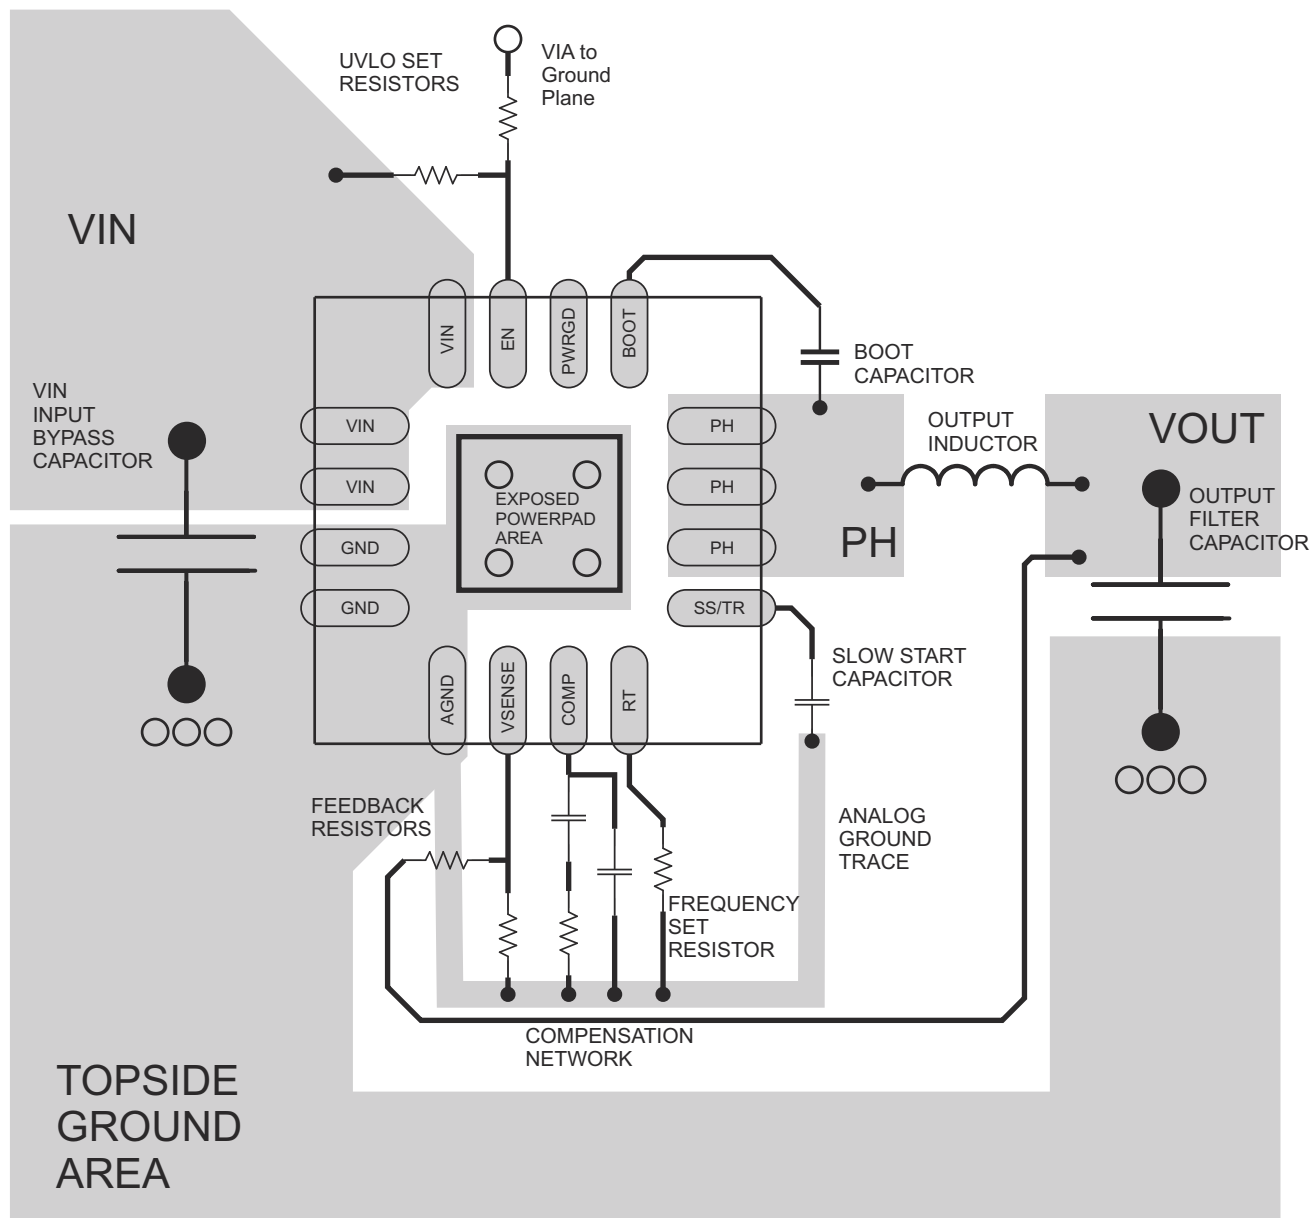 UVLO SET
RESISTORS
VIA to
Ground
Plane
VIN
VIN
EN
PWRGD
BOOT
BOOT
CAPACITOR
VIN
INPUT
BYPASS
CAPACITOR
VIN
VIN
GND
GND
EXPOSED
POWERPAD
AREA
PH
PH
PH
SS/TR
PH
OUTPUT
INDUCTOR
VOUT
OUTPUT
FILTER
CAPACITOR
AGND
VSENSE
COMP
RT
SLOW START
CAPACITOR
FEEDBACK
RESISTORS
ANALOG
GROUND
TRACE
FREQUENCY
SET
RESISTOR
COMPENSATION
NETWORK
TOPSIDE
GROUND
AREA